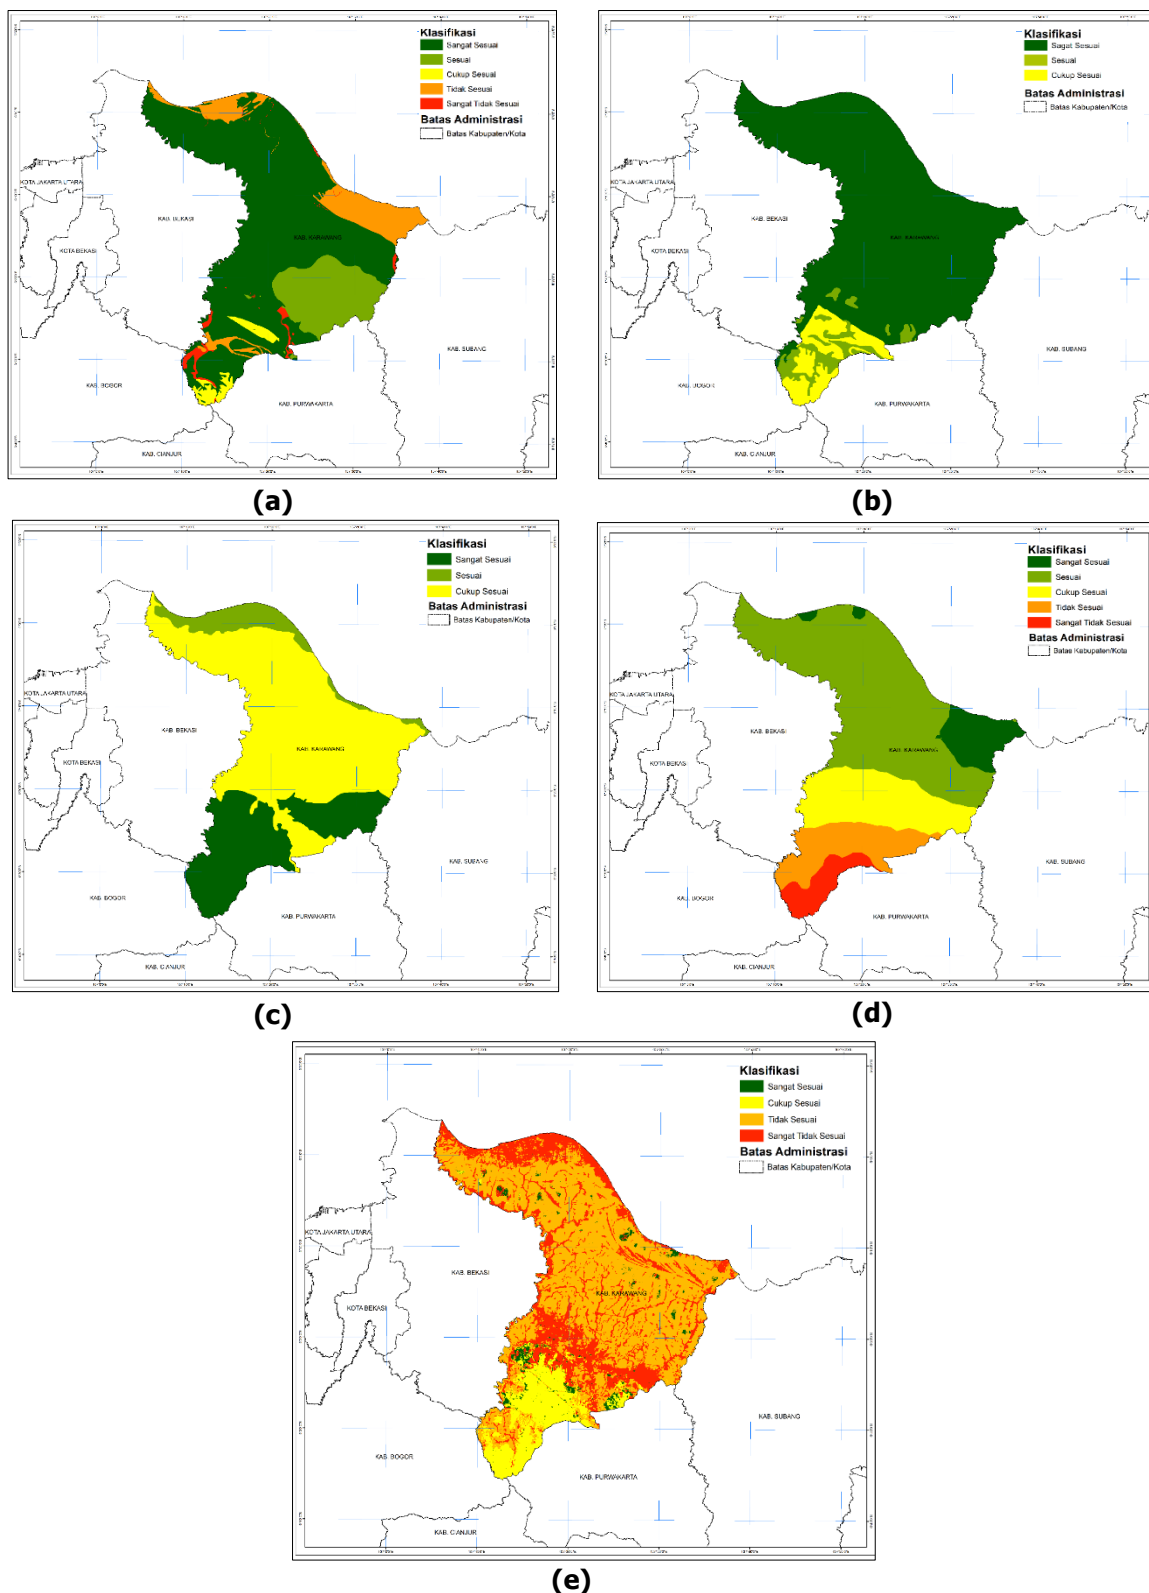 Klasifikasi
Sangat Sesuai
Sesuai
Cukup Sesuai
Tidak Sesuai
Sangat Tidak Sesuai
Batas Administrasi
Batas Kabupaten/Kota
KOTA JAKARTA UTARA
KAB. BEKASI
KOTA BEKASI
KAB. KARAWANG
KAB. SUBANG
KAB. BOGOR
KAB. PURWAKARTA
KAB. CIANJUR
(a)
Klasifikasi
Sagat Sesuai
Sesuai
Cukup Sesuai
Batas Administrasi
Batas Kabupaten/Kota
KOTA JAKARTA UTARA
KAB. BEKASI
KOTA BEKASI
KAB. KARAWANG
KAB. SUBANG
KAB. BOGOR
KAB. PURWAKARTA
KAB. CIANJUR
(b)
Klasifikasi
Sangat Sesuai
Sesuai
Cukup Sesuai
Batas Administrasi
Batas Kabupaten/Kota
KOTA JAKARTA UTARA
KAB. BEKASI
KOTA BEKASI
KAB. KARAWANG
KAB. SUBANG
KAB. BOGOR
KAB. PURWAKARTA
KAB. CIANJUR
(c)
Klasifikasi
Sangat Sesuai
Sesuai
Cukup Sesuai
Tidak Sesuai
Sangat Tidak Sesuai
Batas Administrasi
Batas Kabupaten/Kota
KOTA JAKARTA UTARA
KAB. BEKASI
KOTA BEKASI
KAB. KARAWANG
KAB. SUBANG
KAB. BOGOR
KAB. PURWAKARTA
KAB. CIANJUR
(d)
Klasifikasi
Sangat Sesuai
Cukup Sesuai
Tidak Sesuai
Sangat Tidak Sesuai
Batas Administrasi
Batas Kabupaten/Kota
KOTA JAKARTA UTARA
KAB. BEKASI
KOTA BEKASI
KAB. KARAWANG
KAB. SUBANG
KAB. BOGOR
KAB. PURWAKARTA
KAB. CIANJUR
(e)